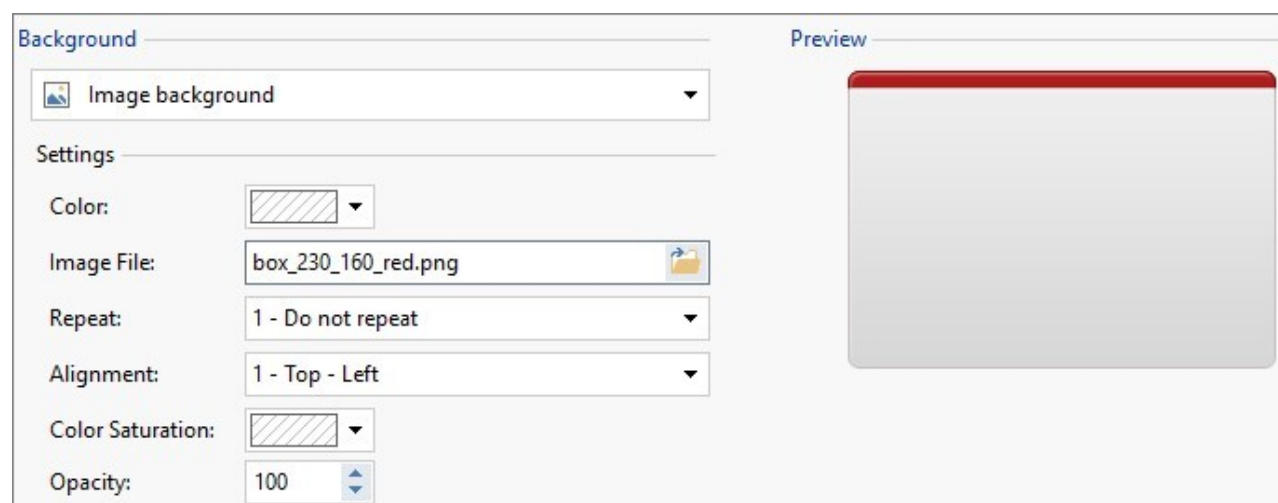 Background
Image background
Settings
Color:
Image File: box_230_160_red.png
Repeat: 1 - Do not repeat
Alignment: 1 - Top - Left
Color Saturation:
Opacity: 100
Preview